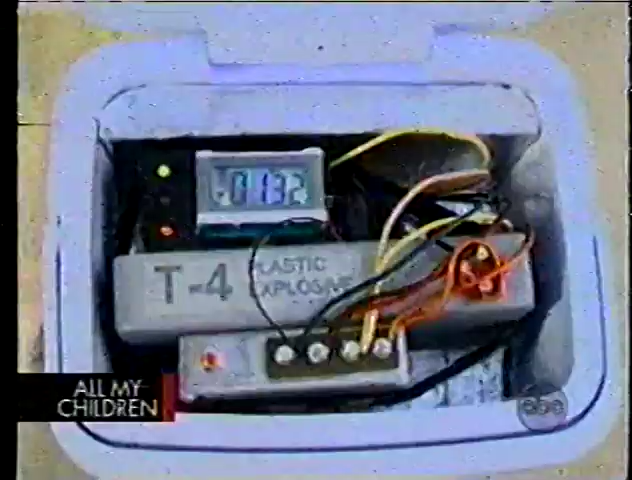 -0132
T-4
PLASTIC
EXPLOSIVE
ALL MY
CHILDREN
abc